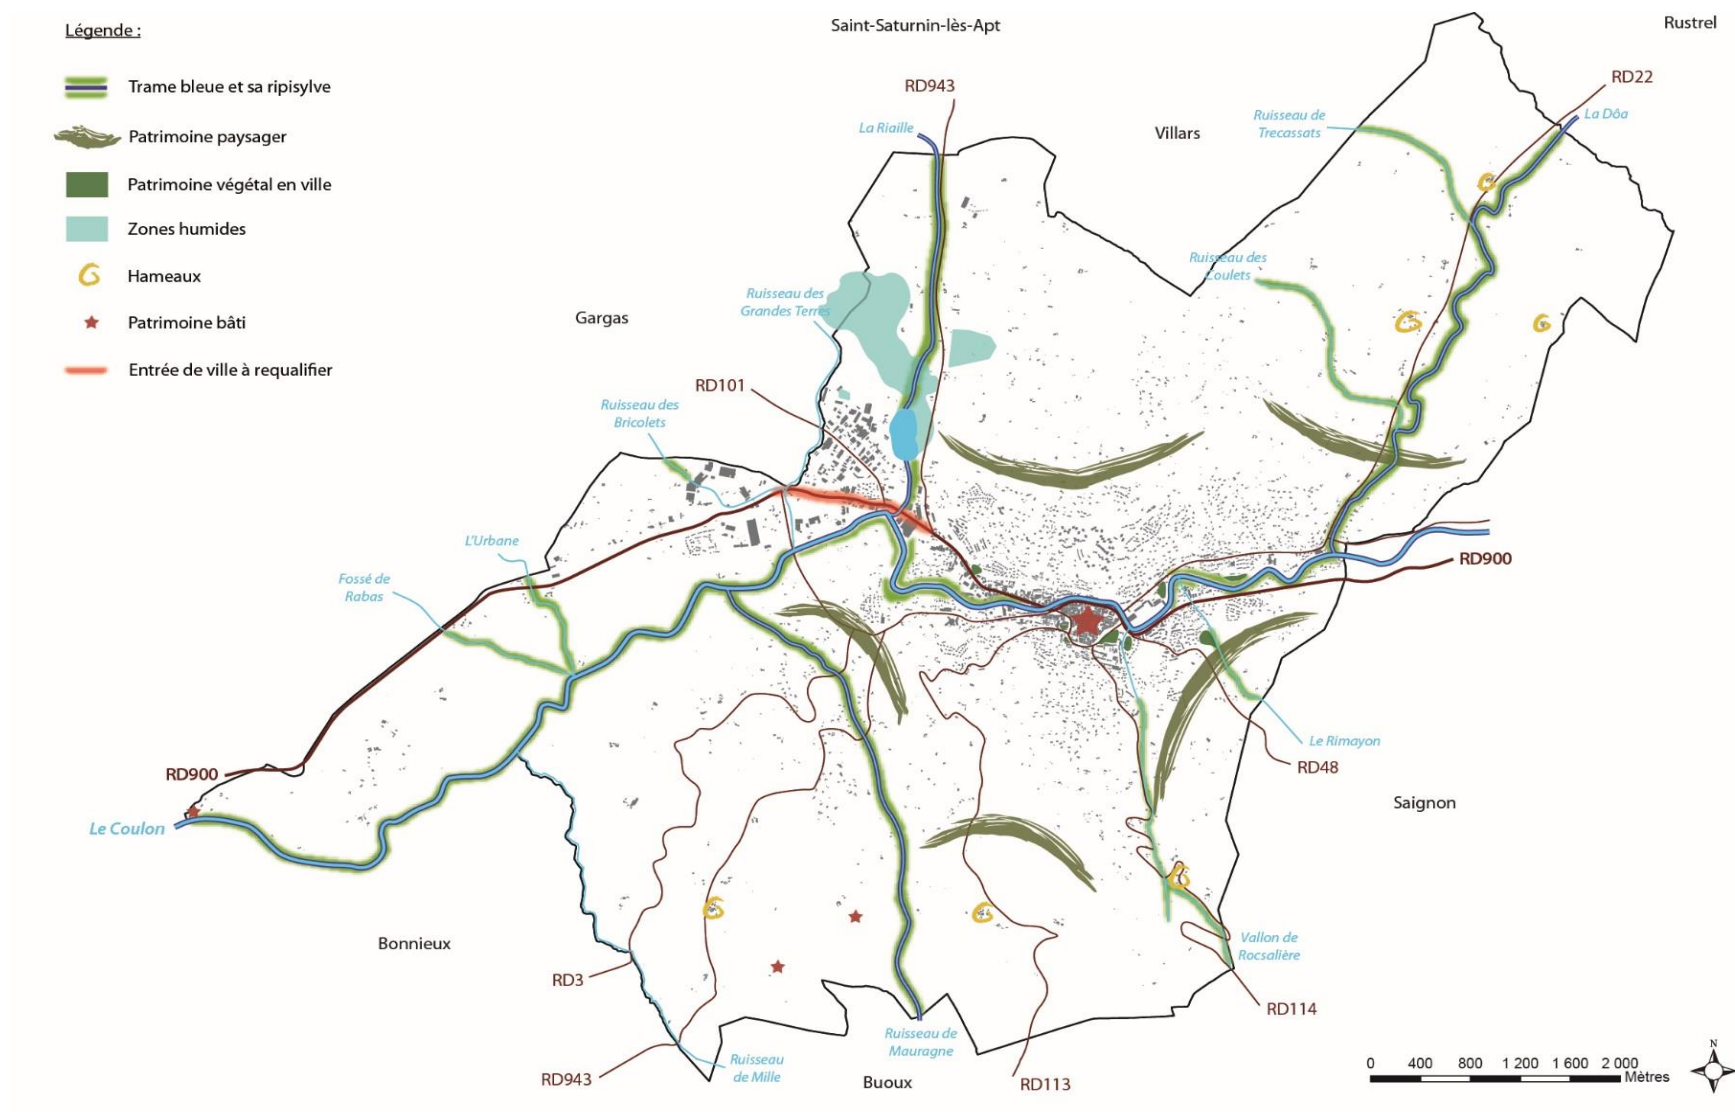 Légende :
Trame bleue et sa ripisylve
Patrimoine paysager
Patrimoine végétal en ville
Zones humides
Hameaux
Patrimoine bâti
Entrée de ville à requalifier
Saint-Saturnin-lès-Apt
Rustrel
RD943
RD22
La Riaille
Villars
Ruisseau de
Trecassats
La Dôa
Ruisseau des
Coulets
Ruisseau des
Grandes Terres
Gargas
RD101
Ruisseau des
Bricolets
L'Urbane
Fossé de
Rabas
RD900
Le Rimayon
RD48
RD900
Le Coulon
Saignon
Bonnieux
Vallon de
Rocsalière
RD3
RD114
Ruisseau de
Mauragne
Ruisseau
de Mille
RD943
Buoux
RD113
N
0 400 800 1 200 1 600 2 000
Mètres